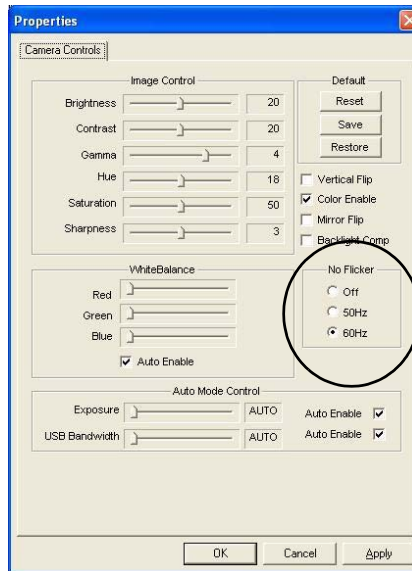 Properties
Camera Controls
Image Control
Default
Brightness 20
Reset
Contrast 20
Save
Gamma 4
Restore
Hue 18
Vertical Flip
Saturation 50
Color Enable
Sharpness 3
Mirror Flip
Backlight Comp
WhiteBalance
No Flicker
Red
Off
Green
50Hz
Blue
60Hz
Auto Enable
Auto Mode Control
Exposure AUTO Auto Enable
USB Bandwidth AUTO Auto Enable
OK Cancel Apply